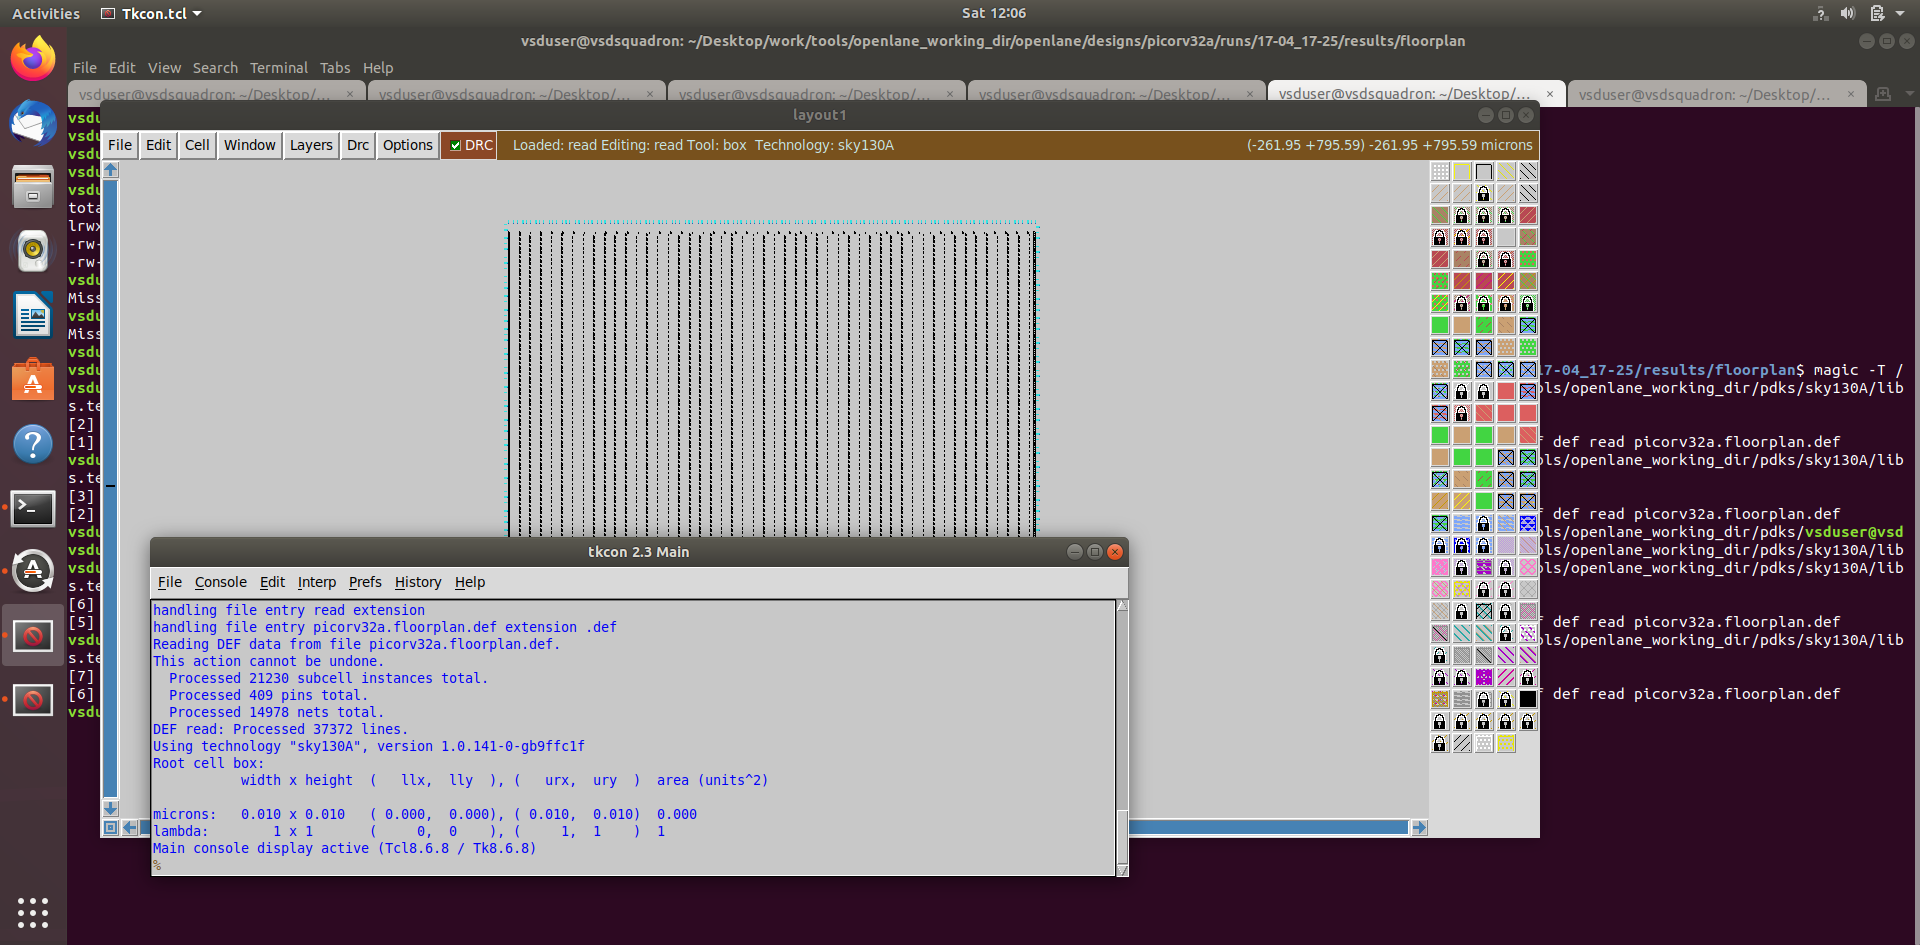 Activities
Tkcon.tcl
Sat 12:06
vsduser@vsdsquadron: ~/Desktop/work/tools/openlane_working_dir/openlane/designs/picorv32a/runs/17-04_17-25/results/floorplan
File Edit View Search Terminal Tabs Help
vsduser@vsdsquadron: ~/Desktop/... ×
vsduser@vsdsquadron: ~/Desktop/... ×
vsduser@vsdsquadron: ~/Desktop/... ×
vsduser@vsdsquadron: ~/Desktop/... ×
vsduser@vsdsquadron: ~/Desktop/... ×
vsduser@vsdsquadron: ~/Desktop/... ×
layout1
File Edit Cell Window Layers Drc Options DRC Loaded: read Editing: read Tool: box Technology: sky130A (-261.95 +795.59) -261.95 +795.59 microns
vsdu
vsdu
vsdu
vsdu
vsdu
tota
lrwx
-rw-
-rw-
vsdu
Miss
vsdu
Miss
vsdu
vsdu
17-04_17-25/results/floorplan$ magic -T /
vsdu
ols/openlane_working_dir/pdks/sky130A/lib
s.te
[2]
[1]
f def read picorv32a.floorplan.def
vsdu
ols/openlane_working_dir/pdks/sky130A/lib
s.te
[3]
[2]
f def read picorv32a.floorplan.def
vsdu
ols/openlane_working_dir/pdks/vsduser@vsd
vsdu
ols/openlane_working_dir/pdks/sky130A/lib
vsdu
ols/openlane_working_dir/pdks/sky130A/lib
s.te
[6]
[5]
f def read picorv32a.floorplan.def
vsdu
ols/openlane_working_dir/pdks/sky130A/lib
s.te
[7]
[6]
f def read picorv32a.floorplan.def
vsdu
tkcon 2.3 Main
File Console Edit Interp Prefs History Help
handling file entry read extension
handling file entry picorv32a.floorplan.def extension .def
Reading DEF data from file picorv32a.floorplan.def.
This action cannot be undone.
Processed 21230 subcell instances total.
Processed 409 pins total.
Processed 14978 nets total.
DEF read: Processed 37372 lines.
Using technology "sky130A", version 1.0.141-0-gb9ffc1f
Root cell box:
width x height ( llx, lly ), ( urx, ury ) area (units^2)
microns: 0.010 x 0.010 ( 0.000, 0.000), ( 0.010, 0.010) 0.000
lambda: 1 x 1 ( 0, 0 ), ( 1, 1 ) 1
Main console display active (Tcl8.6.8 / Tk8.6.8)
%